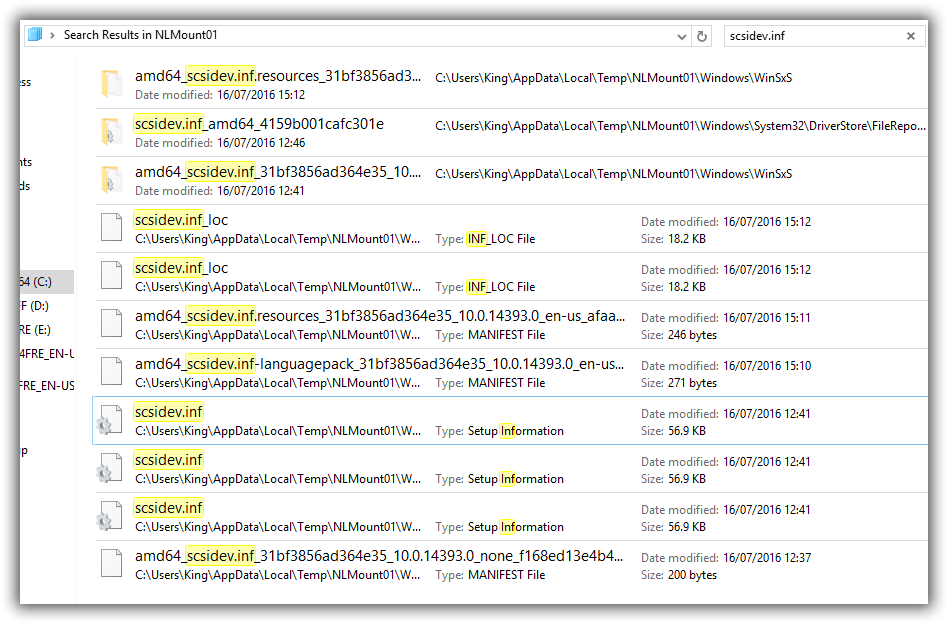 Search Results in NLMount01
scsidev.inf
ess
nts
ds
64 (C:)
FF (D:)
RE (E:)
4FRE_EN-U
FRE_EN-US
p
amd64_scsidev.inf.resources_31bf3856ad3...
C:\Users\King\AppData\Local\Temp\NLMount01\Windows\WinSxS
Date modified: 16/07/2016 15:12
scsidev.inf_amd64_4159b001cafc301e
C:\Users\King\AppData\Local\Temp\NLMount01\Windows\System32\DriverStore\FileRepo...
Date modified: 16/07/2016 12:46
amd64_scsidev.inf_31bf3856ad364e35_10....
C:\Users\King\AppData\Local\Temp\NLMount01\Windows\WinSxS
Date modified: 16/07/2016 12:41
scsidev.inf_loc
Date modified: 16/07/2016 15:12
C:\Users\King\AppData\Local\Temp\NLMount01\W... Type: INF_LOC File
Size: 18.2 KB
scsidev.inf_loc
Date modified: 16/07/2016 15:12
C:\Users\King\AppData\Local\Temp\NLMount01\W... Type: INF_LOC File
Size: 18.2 KB
amd64_scsidev.inf.resources_31bf3856ad364e35_10.0.14393.0_en-us_afaa...
Date modified: 16/07/2016 15:11
C:\Users\King\AppData\Local\Temp\NLMount01\W... Type: MANIFEST File
Size: 246 bytes
amd64_scsidev.inf-languagepack_31bf3856ad364e35_10.0.14393.0_en-us...
Date modified: 16/07/2016 15:10
C:\Users\King\AppData\Local\Temp\NLMount01\W... Type: MANIFEST File
Size: 271 bytes
scsidev.inf
Date modified: 16/07/2016 12:41
C:\Users\King\AppData\Local\Temp\NLMount01\W... Type: Setup Information
Size: 56.9 KB
scsidev.inf
Date modified: 16/07/2016 12:41
C:\Users\King\AppData\Local\Temp\NLMount01\W... Type: Setup Information
Size: 56.9 KB
scsidev.inf
Date modified: 16/07/2016 12:41
C:\Users\King\AppData\Local\Temp\NLMount01\W... Type: Setup Information
Size: 56.9 KB
amd64_scsidev.inf_31bf3856ad364e35_10.0.14393.0_none_f168ed13e4b4...
Date modified: 16/07/2016 12:37
C:\Users\King\AppData\Local\Temp\NLMount01\W... Type: MANIFEST File
Size: 200 bytes